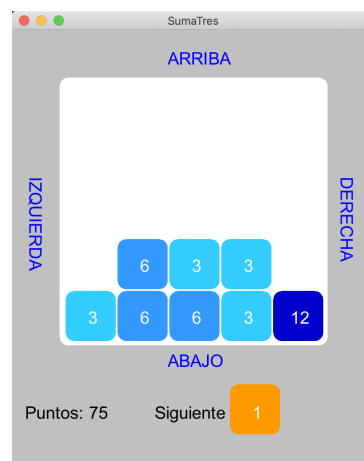 SumaTres
ARRIBA
IZQUIERDA
DERECHA
6 3 3
3 6 6 3 12
ABAJO
Puntos: 75 Siguiente 1